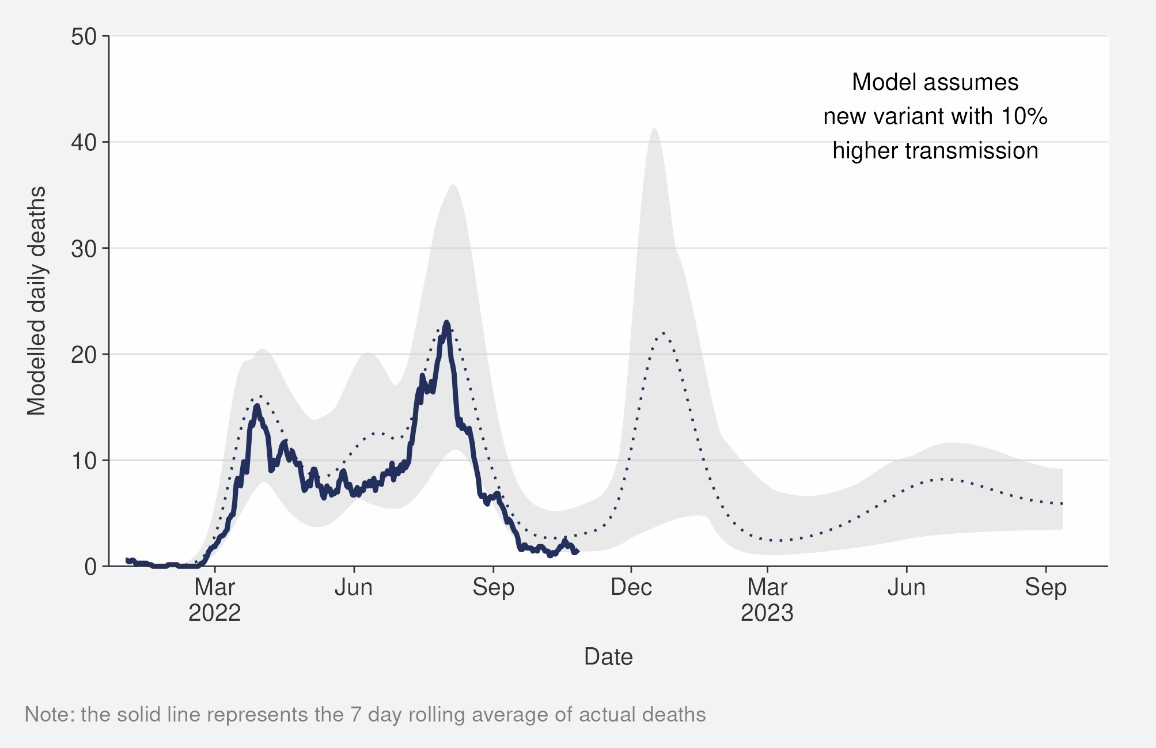 50
Model assumes
new variant with 10%
40
higher transmission
Modelled daily deaths
30
20
10
0
Mar Jun Sep Dec Mar Jun Sep
2022 2023
Date
Note: the solid line represents the 7 day rolling average of actual deaths